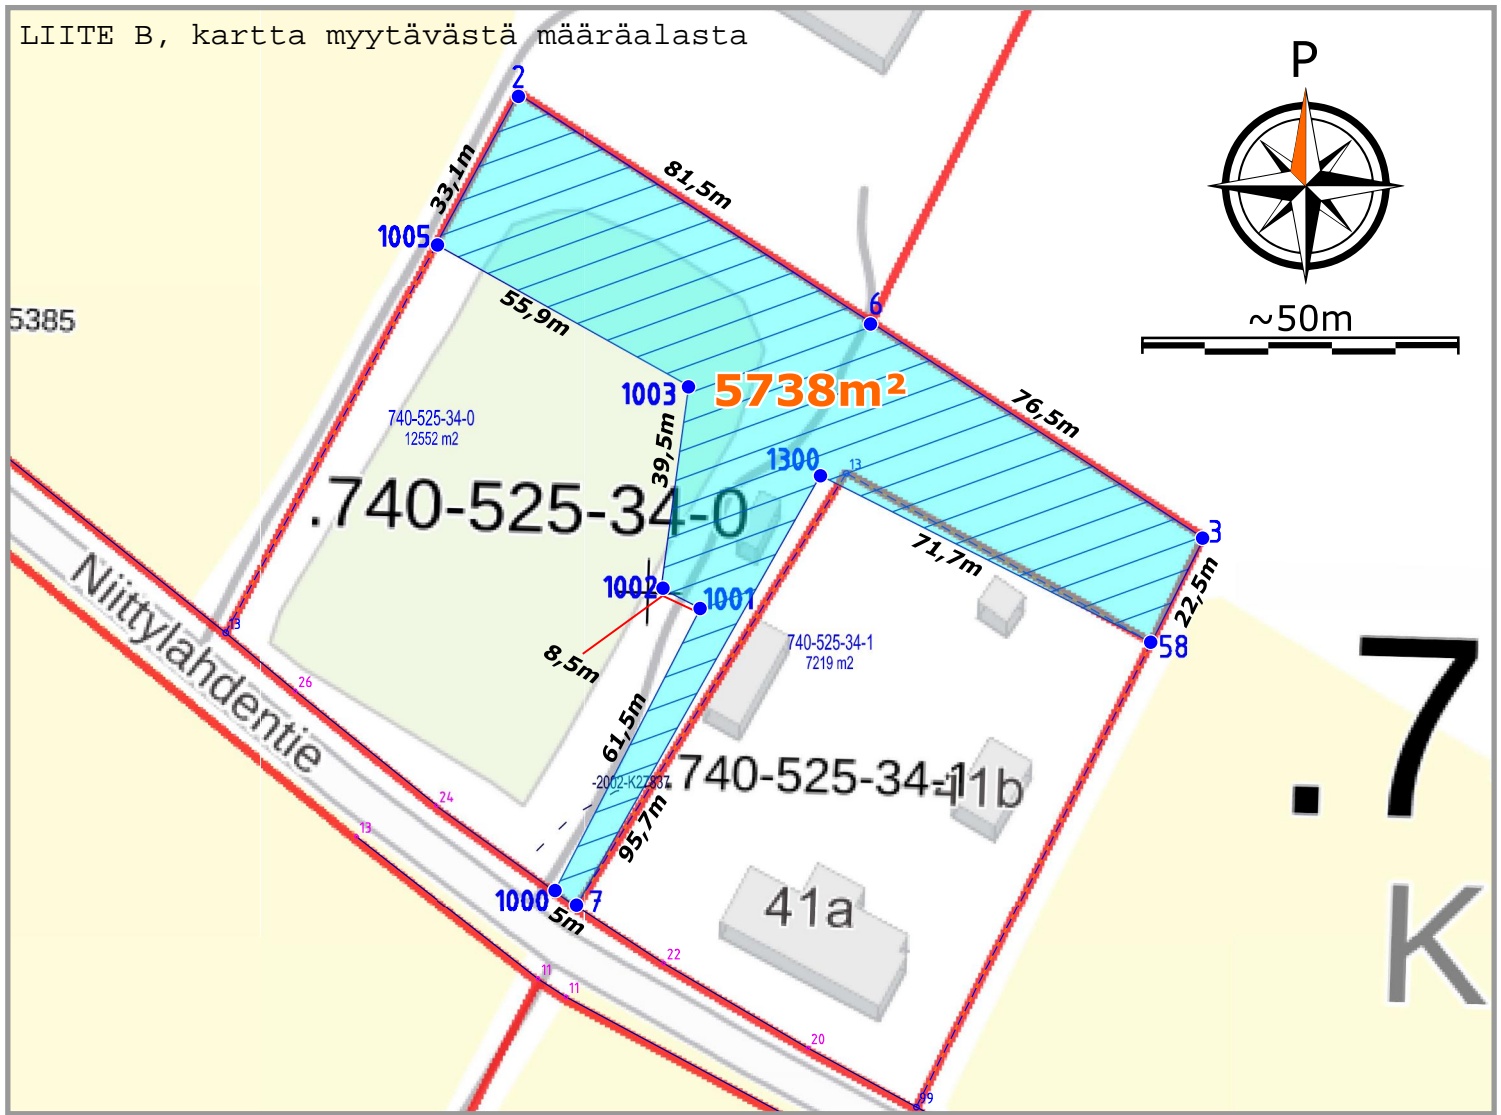 LIITE B, kartta myytävästä määräalasta
P
2
33,1m
81,5m
1005
55,9m
6
~50m
5385
1003
5738m²
76,5m
740-525-34-0
12552 m2
39,5m
1300
13
.740-525-34-0
3
71,7m
22,5m
1002
1001
58
13
8,5m
740-525-34-1
7219 m2
Niittylahdentie
26
61,5m
.7
-2002-K27837
.740-525-34-1
41b
24
13
95,7m
1000
7
5m
41a
K
22
11
11
20
99